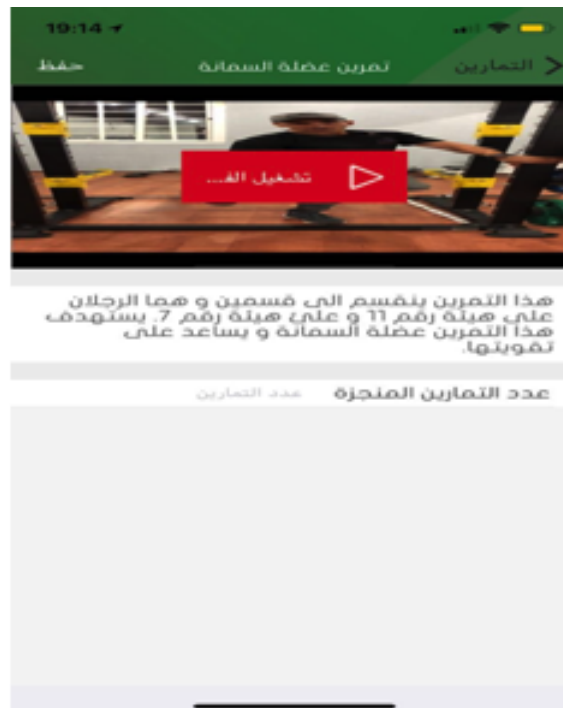 19:14
التمارين
تمرين عضلة السمانة
حفظ
تشغيل الف...
هذا التمرين ينقسم الى قسمين و هما الرجلان
على هيئة رقم 11 و على هيئة رقم 7. يستهدف
هذا التمرين عضلة السمانة و يساعد على
تقويتها.
عدد التمارين المنجزة عدد التمارين